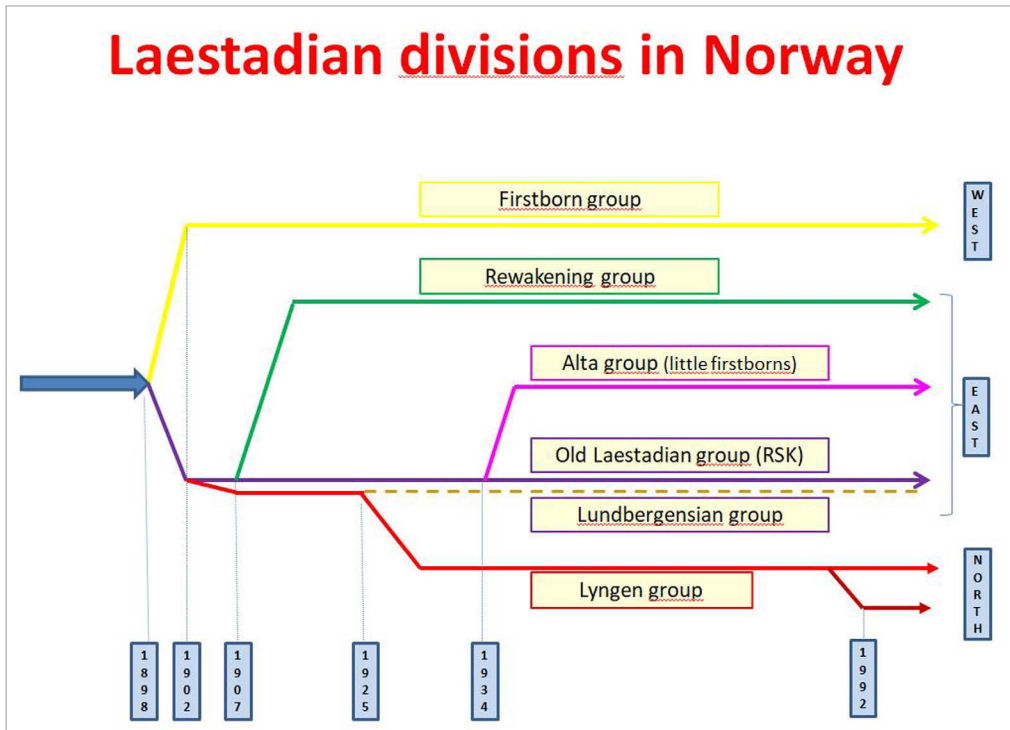 Laestadian divisions in Norway
Firstborn group
WEST
Rewakening group
Alta group (little firstborns)
EAST
Old Laestadian group (RSK)
Lundbergensian group
Lyngen group
NORTH
1898
1902
1907
1925
1934
1992